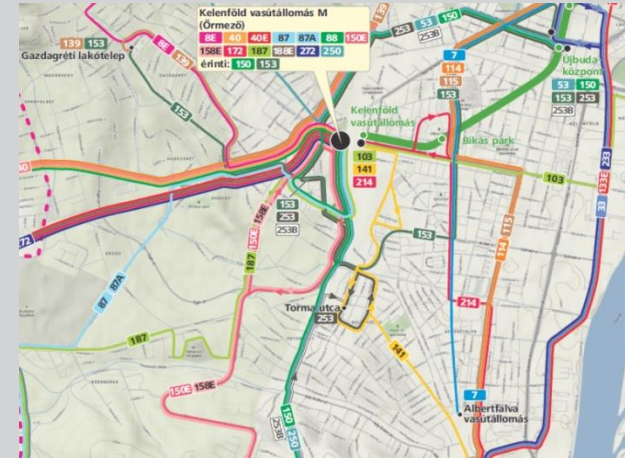 Kelenföld vasútállomás M
(Őrmező)
8E 40 40E 87 87A 88 150E
158E 172 187 188E 272 250
érinti: 150 153
139 153
Gazdagréti lakótelep
8E
139
153
139
253 53 150
253B
7
114
115
153
Újbuda-
központ
53 150
153 253
253B
Kelenföld
vasútállomás
Bikás park
103
141
214
103
233
133E
33
153
253
253B
158E
150E
187
153
115
114
272
87 87A
187
Torma utca
253
214
141
150E 158E
7
Albertfalva
vasútállomás
150
250
253B